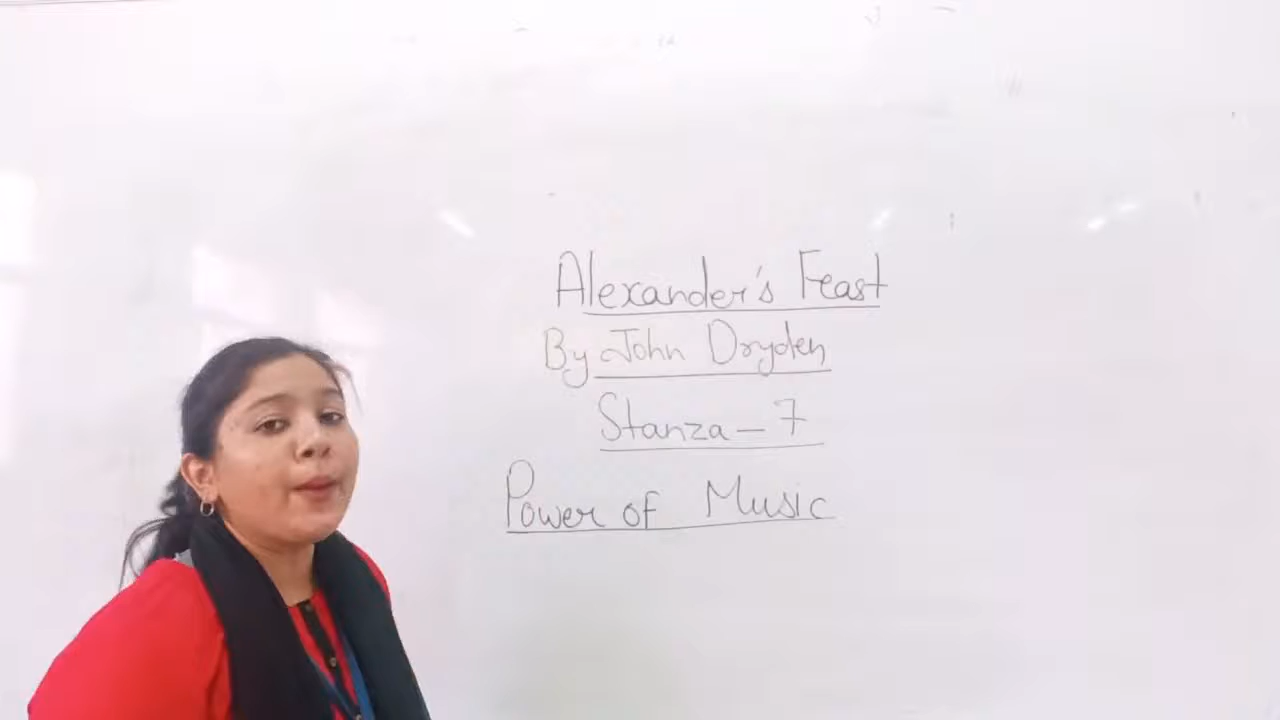 Alexander's Feast
By John Dryden
Stanza - 7
Power of Music